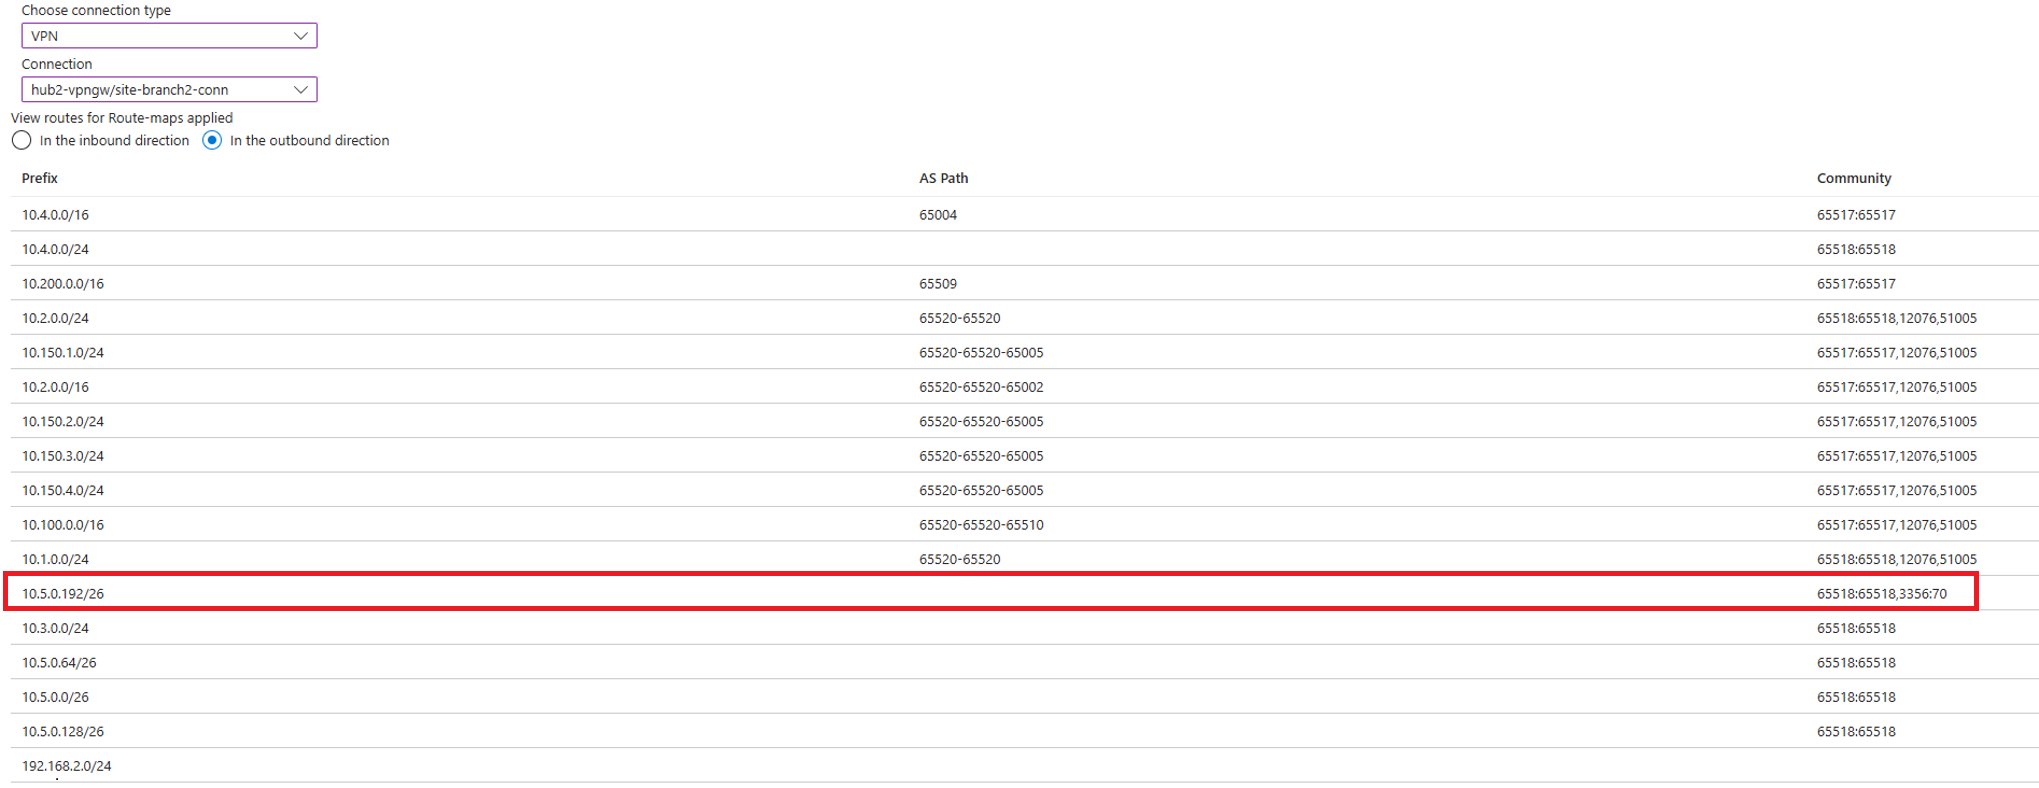 Choose connection type
VPN
Connection
hub2-vpngw/site-branch2-conn
View routes for Route-maps applied
In the inbound direction In the outbound direction
Prefix AS Path Community
10.4.0.0/16 65004 65517:65517
10.4.0.0/24 65518:65518
10.200.0.0/16 65509 65517:65517
10.2.0.0/24 65520-65520 65518:65518,12076,51005
10.150.1.0/24 65520-65520-65005 65517:65517,12076,51005
10.2.0.0/16 65520-65520-65002 65517:65517,12076,51005
10.150.2.0/24 65520-65520-65005 65517:65517,12076,51005
10.150.3.0/24 65520-65520-65005 65517:65517,12076,51005
10.150.4.0/24 65520-65520-65005 65517:65517,12076,51005
10.100.0.0/16 65520-65520-65510 65517:65517,12076,51005
10.1.0.0/24 65520-65520 65518:65518,12076,51005
10.5.0.192/26 65518:65518,3356:70
10.3.0.0/24 65518:65518
10.5.0.64/26 65518:65518
10.5.0.0/26 65518:65518
10.5.0.128/26 65518:65518
192.168.2.0/24